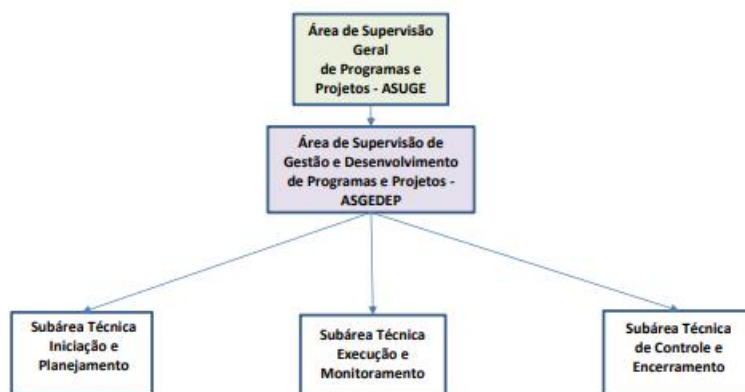 Área de Supervisão
Geral
de Programas e
Projetos - ASUGE
Área de Supervisão de
Gestão e Desenvolvimento
de Programas e Projetos -
ASGEDEP
Subárea Técnica
Iniciação e
Planejamento
Subárea Técnica
Execução e
Monitoramento
Subárea Técnica
de Controle e
Encerramento